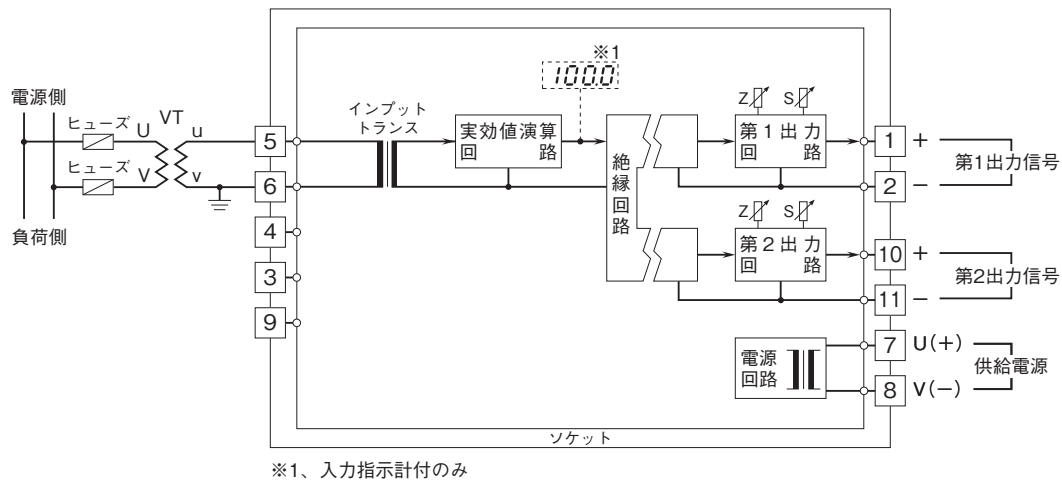 ※1
100.0
電源側
ヒューズ
U
VT
u
ヒューズ
V
v
負荷側
インプット
トランス
実効値演算
回路
絶縁回路
Z
S
第1出力
回路
Z
S
第2出力
回路
電源
回路
5
6
4
3
9
1
+
2
−
第1出力信号
10
+
11
−
第2出力信号
7
U(+)
8
V(−)
供給電源
ソケット
※1、入力指示計付のみ